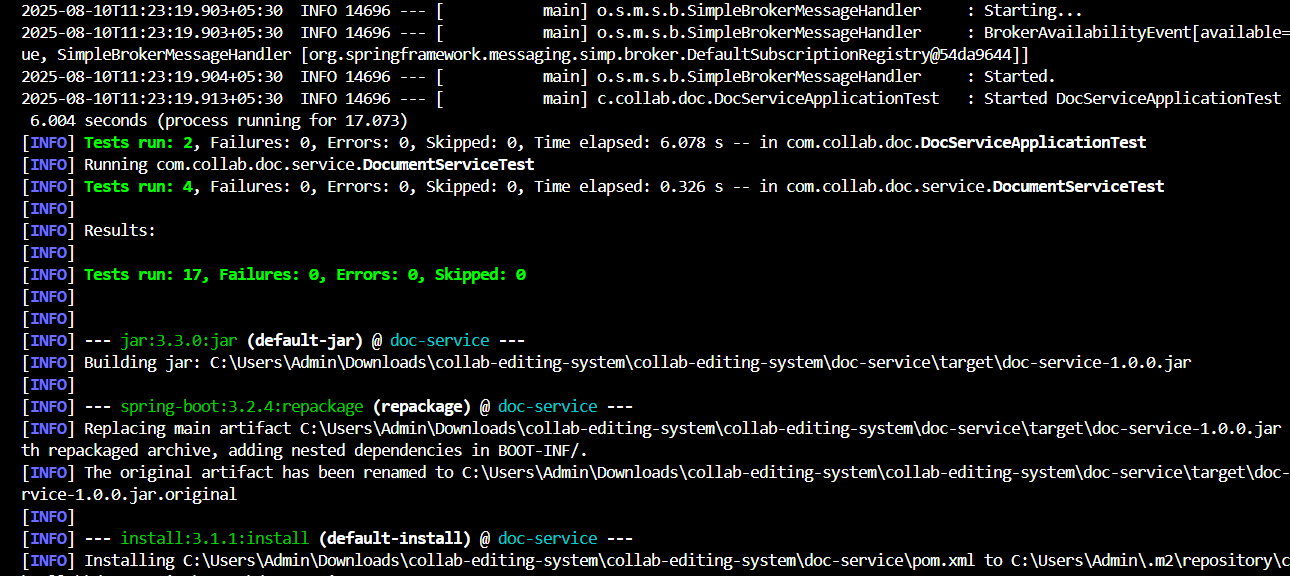 2025-08-10T11:23:19.903+05:30  INFO 14696 --- [           main] o.s.m.s.b.SimpleBrokerMessageHandler     : Starting...
2025-08-10T11:23:19.903+05:30  INFO 14696 --- [           main] o.s.m.s.b.SimpleBrokerMessageHandler     : BrokerAvailabilityEvent[available=
ue, SimpleBrokerMessageHandler [org.springframework.messaging.simp.broker.DefaultSubscriptionRegistry@54da9644]]
2025-08-10T11:23:19.904+05:30  INFO 14696 --- [           main] o.s.m.s.b.SimpleBrokerMessageHandler     : Started.
2025-08-10T11:23:19.913+05:30  INFO 14696 --- [           main] c.collab.doc.DocServiceApplicationTest   : Started DocServiceApplicationTest
 6.004 seconds (process running for 17.073)
[INFO] Tests run: 2, Failures: 0, Errors: 0, Skipped: 0, Time elapsed: 6.078 s -- in com.collab.doc.DocServiceApplicationTest
[INFO] Running com.collab.doc.service.DocumentServiceTest
[INFO] Tests run: 4, Failures: 0, Errors: 0, Skipped: 0, Time elapsed: 0.326 s -- in com.collab.doc.service.DocumentServiceTest
[INFO]
[INFO] Results:
[INFO]
[INFO] Tests run: 17, Failures: 0, Errors: 0, Skipped: 0
[INFO]
[INFO]
[INFO] --- jar:3.3.0:jar (default-jar) @ doc-service ---
[INFO] Building jar: C:\Users\Admin\Downloads\collab-editing-system\collab-editing-system\doc-service\target\doc-service-1.0.0.jar
[INFO]
[INFO] --- spring-boot:3.2.4:repackage (repackage) @ doc-service ---
[INFO] Replacing main artifact C:\Users\Admin\Downloads\collab-editing-system\collab-editing-system\doc-service\target\doc-service-1.0.0.jar
th repackaged archive, adding nested dependencies in BOOT-INF/.
[INFO] The original artifact has been renamed to C:\Users\Admin\Downloads\collab-editing-system\collab-editing-system\doc-service\target\doc-
rvice-1.0.0.jar.original
[INFO]
[INFO] --- install:3.1.1:install (default-install) @ doc-service ---
[INFO] Installing C:\Users\Admin\Downloads\collab-editing-system\collab-editing-system\doc-service\pom.xml to C:\Users\Admin\.m2\repository\c